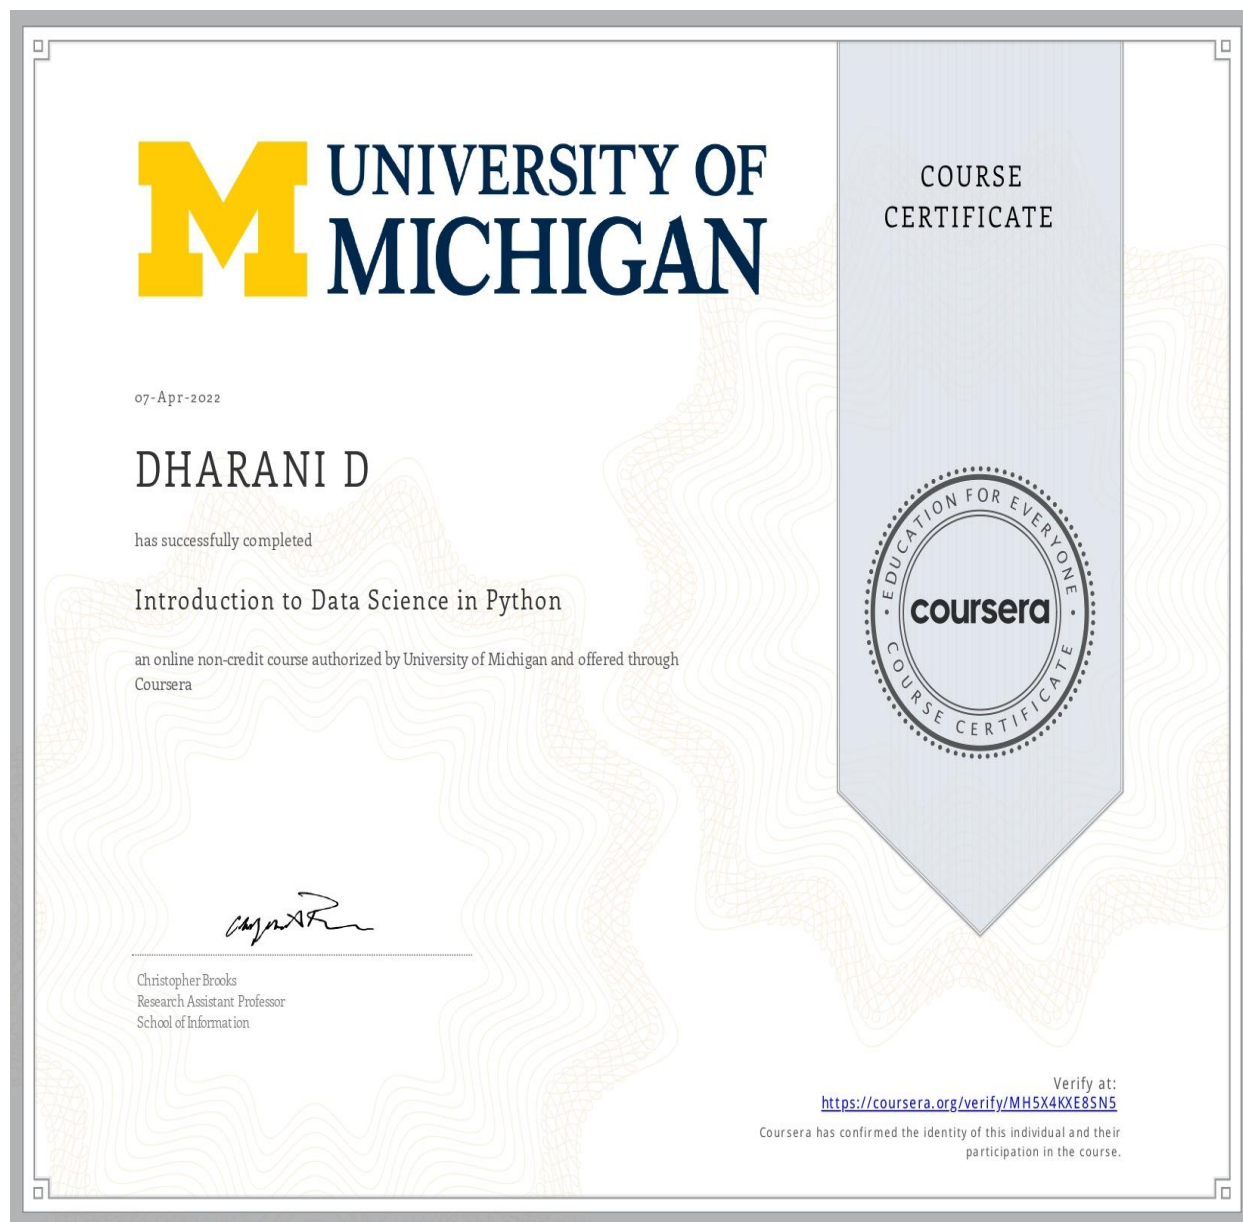 UNIVERSITY OF
MICHIGAN
COURSE
CERTIFICATE
07-Apr-2022
DHARANI D
has successfully completed
Introduction to Data Science in Python
an online non-credit course authorized by University of Michigan and offered through
Coursera
EDUCATION FOR EVERYONE
coursera
COURSE CERTIFICATE
Christopher Brooks
Research Assistant Professor
School of Information
Verify at:
https://coursera.org/verify/MH5X4KXE8SN5
Coursera has confirmed the identity of this individual and their
participation in the course.